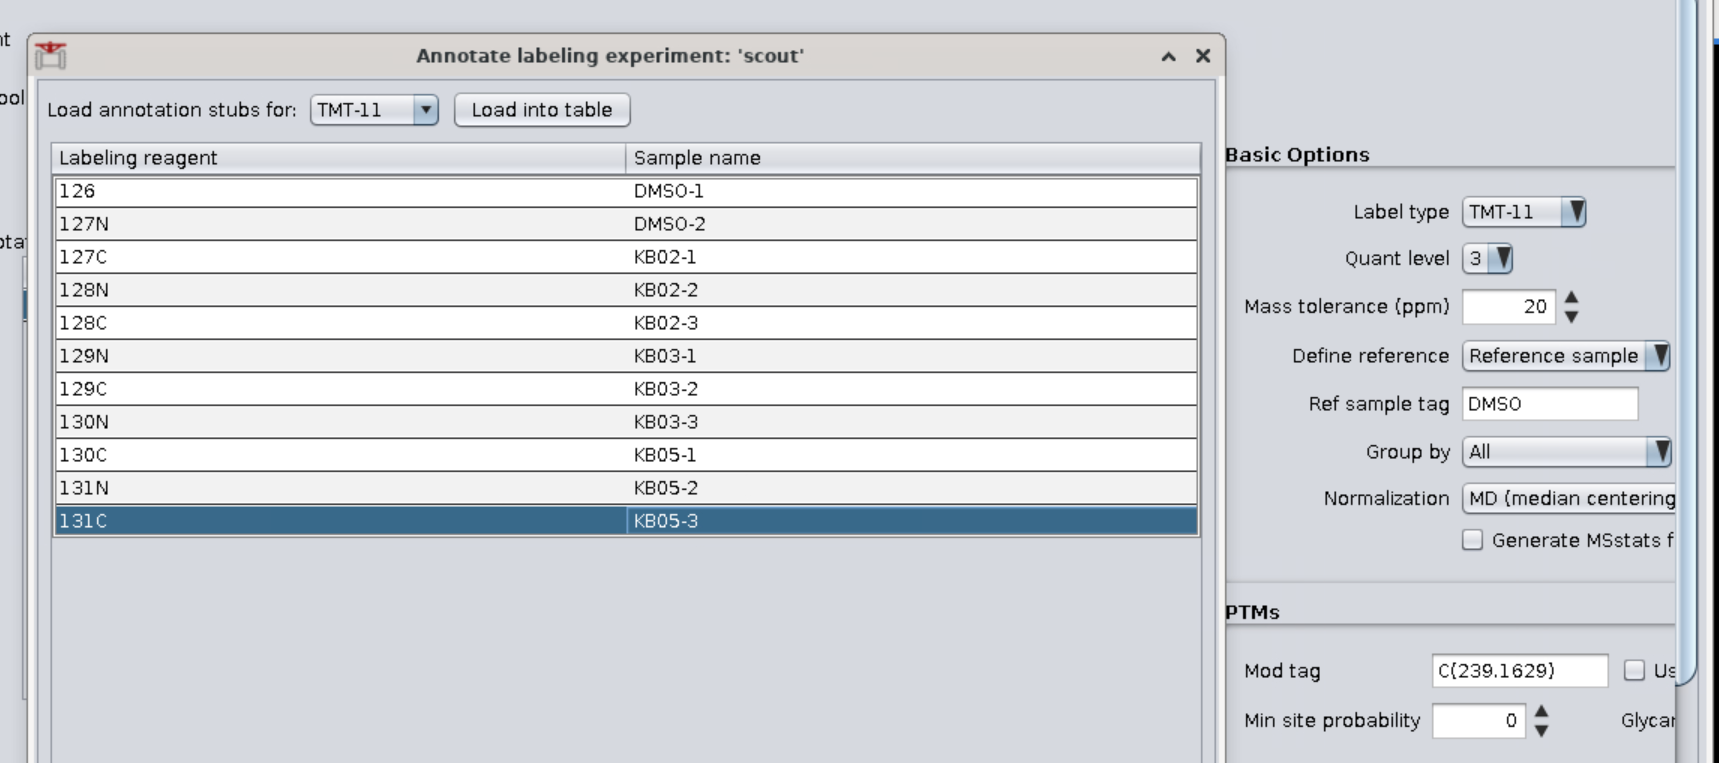 Annotate labeling experiment: 'scout'
Load annotation stubs for: TMT-11 Load into table
Labeling reagent Sample name
126 DMSO-1
127N DMSO-2
127C KB02-1
128N KB02-2
128C KB02-3
129N KB03-1
129C KB03-2
130N KB03-3
130C KB05-1
131N KB05-2
131C KB05-3
Basic Options
Label type TMT-11
Quant level 3
Mass tolerance (ppm) 20
Define reference Reference sample
Ref sample tag DMSO
Group by All
Normalization MD (median centering
Generate MSstats f
PTMs
Mod tag C(239.1629) Us
Min site probability 0 Glycar